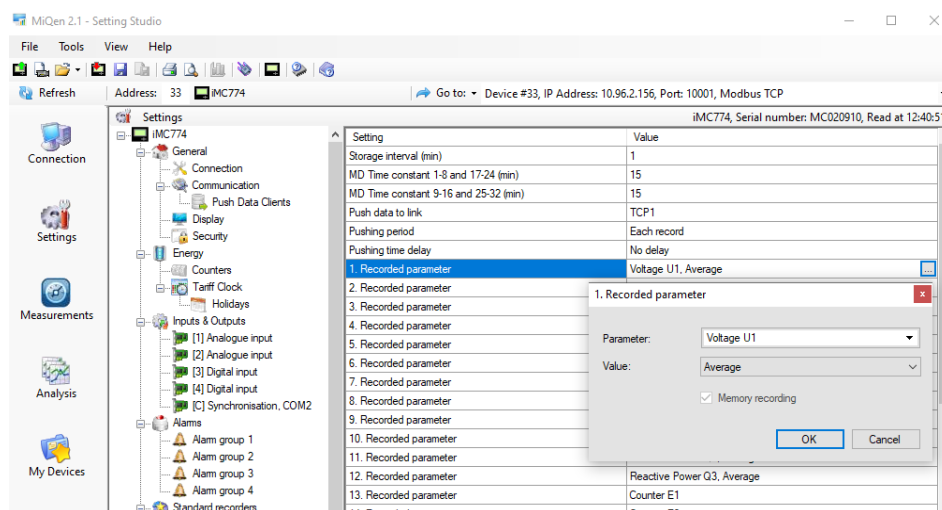 MiQen 2.1 - Setting Studio
File Tools View Help
Refresh Address: 33 iMC774 Go to: Device #33, IP Address: 10.96.2.156, Port: 10001, Modbus TCP
Settings iMC774, Serial number: MC020910, Read at 12:40:51
Connection
Settings
Measurements
Analysis
My Devices
iMC774
General
Connection
Communication
Push Data Clients
Display
Security
Energy
Counters
Tariff Clock
Holidays
Inputs & Outputs
[1] Analogue input
[2] Analogue input
[3] Digital input
[4] Digital input
[C] Synchronisation, COM2
Alarms
Alarm group 1
Alarm group 2
Alarm group 3
Alarm group 4
Standard recorders
Setting Value
Storage interval (min) 1
MD Time constant 1-8 and 17-24 (min) 15
MD Time constant 9-16 and 25-32 (min) 15
Push data to link TCP1
Pushing period Each record
Pushing time delay No delay
1. Recorded parameter Voltage U1, Average ...
2. Recorded parameter
3. Recorded parameter
4. Recorded parameter
5. Recorded parameter
6. Recorded parameter
7. Recorded parameter
8. Recorded parameter
9. Recorded parameter
10. Recorded parameter
11. Recorded parameter
12. Recorded parameter Reactive Power Q3, Average
13. Recorded parameter Counter E1
1. Recorded parameter x
Parameter: Voltage U1
Value: Average
Memory recording
OK Cancel